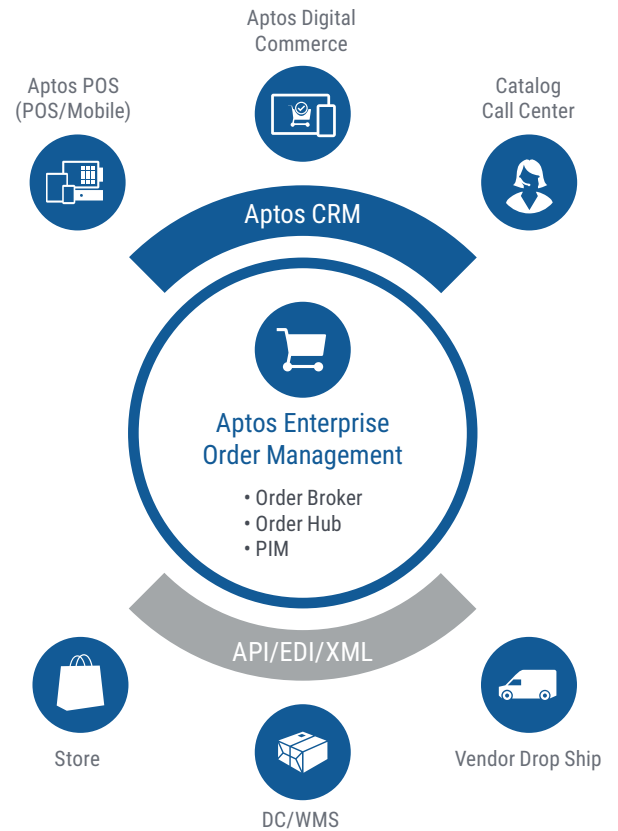 Aptos Digital
Commerce
Aptos POS
(POS/Mobile)
Catalog
Call Center
Aptos CRM
Aptos Enterprise
Order Management
• Order Broker
• Order Hub
• PIM
API/EDI/XML
Store
Vendor Drop Ship
DC/WMS